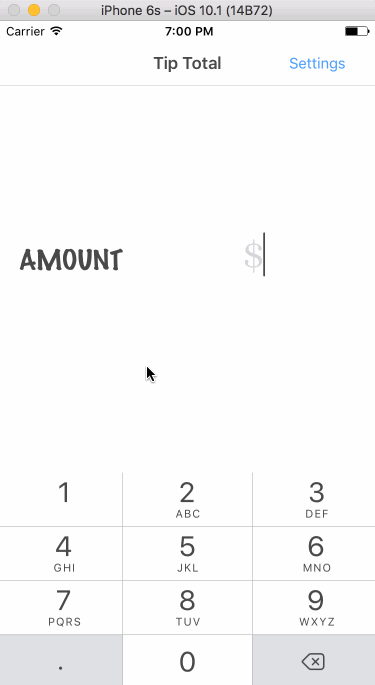 iPhone 6s – iOS 10.1 (14B72)
Carrier 7:00 PM
Tip Total Settings
AMOUNT $
1 2 3
ABC DEF
4 5 6
GHI JKL MNO
7 8 9
PQRS TUV WXYZ
. 0